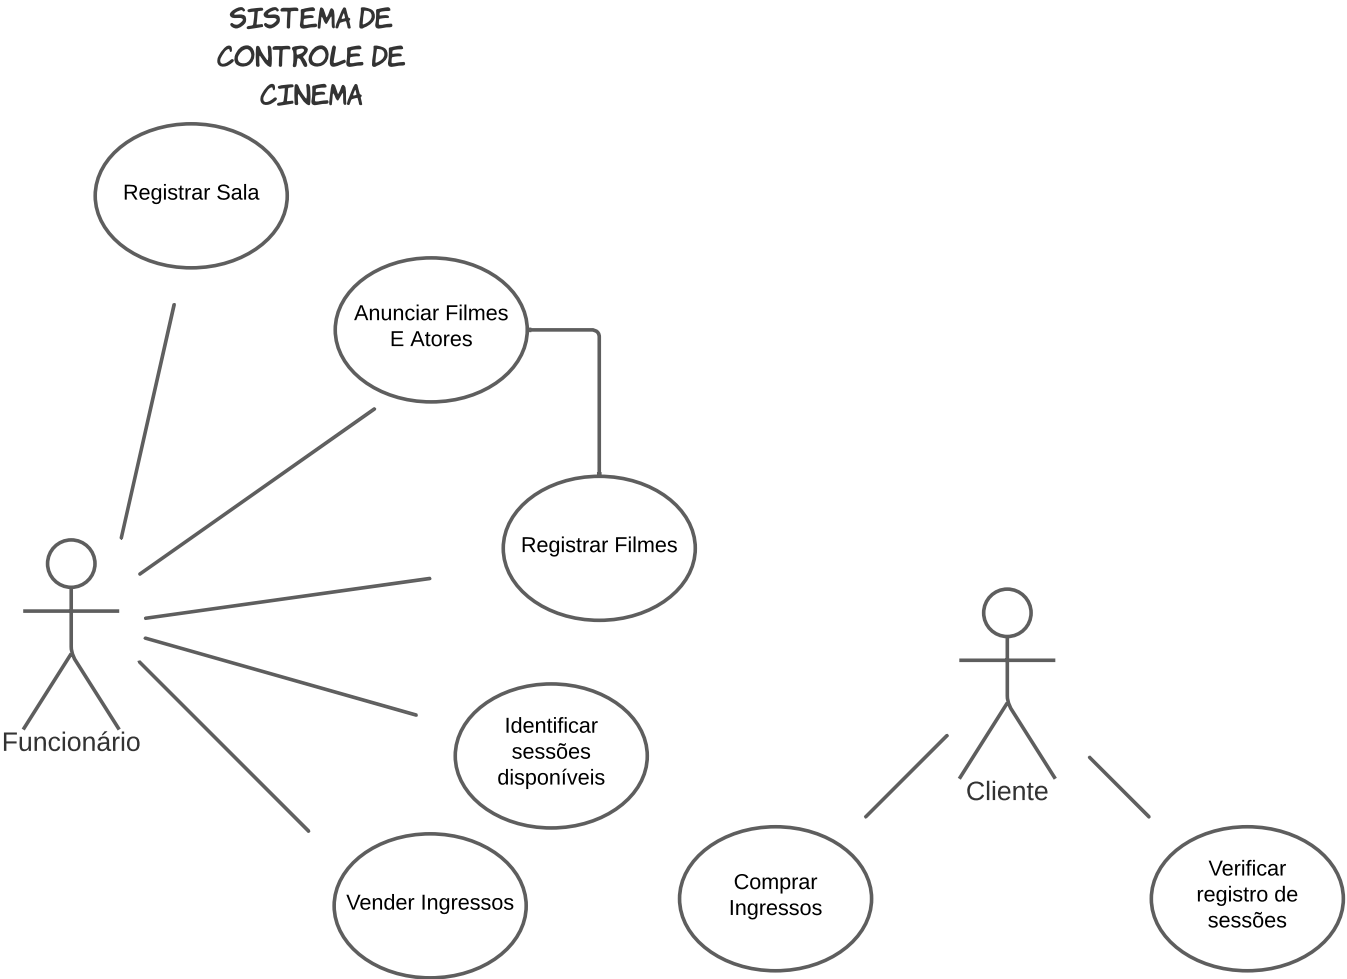 SISTEMA DE
CONTROLE DE
CINEMA
Registrar Sala
Anunciar Filmes
E Atores
Registrar Filmes
Funcionário
Identificar
sessões
disponíveis
Cliente
Vender Ingressos
Comprar
Ingressos
Verificar
registro de
sessões